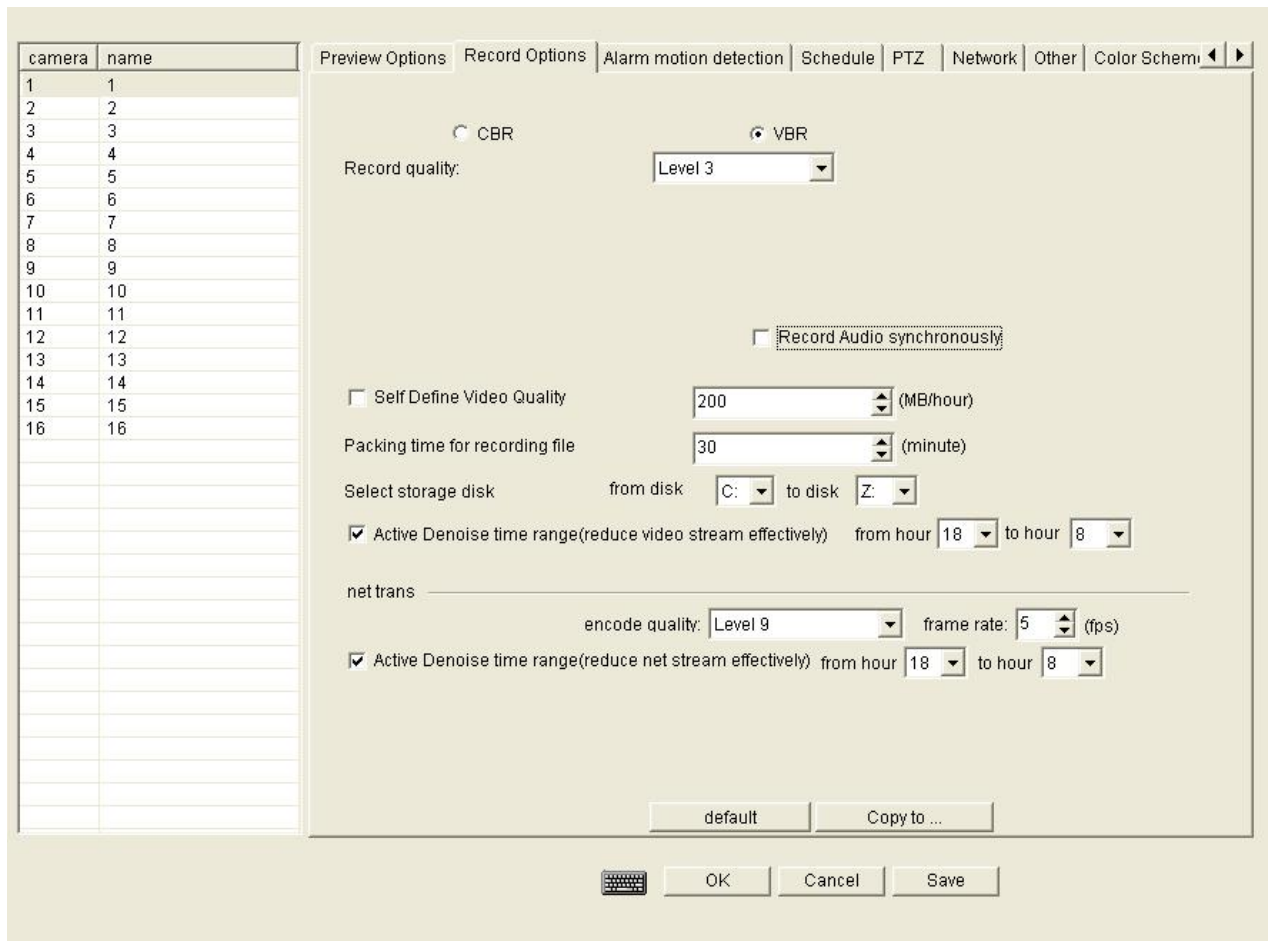 camera name
1 1
2 2
3 3
4 4
5 5
6 6
7 7
8 8
9 9
10 10
11 11
12 12
13 13
14 14
15 15
16 16
Preview Options Record Options Alarm motion detection Schedule PTZ Network Other Color Schem
CBR VBR
Record quality: Level 3
Record Audio synchronously
Self Define Video Quality 200 (MB/hour)
Packing time for recording file 30 (minute)
Select storage disk from disk C: to disk Z:
Active Denoise time range(reduce video stream effectively) from hour 18 to hour 8
net trans
encode quality: Level 9 frame rate: 5 (fps)
Active Denoise time range(reduce net stream effectively) from hour 18 to hour 8
default Copy to ...
OK Cancel Save